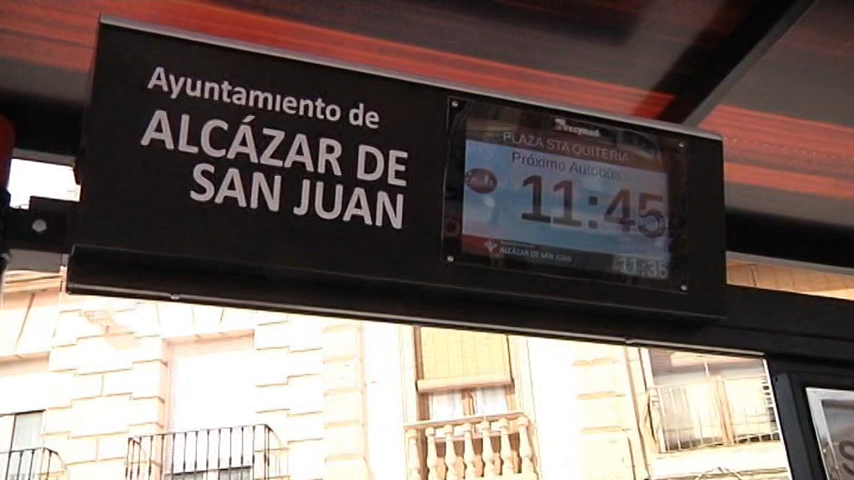 Ayuntamiento de
ALCÁZAR DE
SAN JUAN
PLAZA STA QUITERIA
Próximo Autobús
11:45
ALCÁZAR DE SAN JUAN
11:35
S